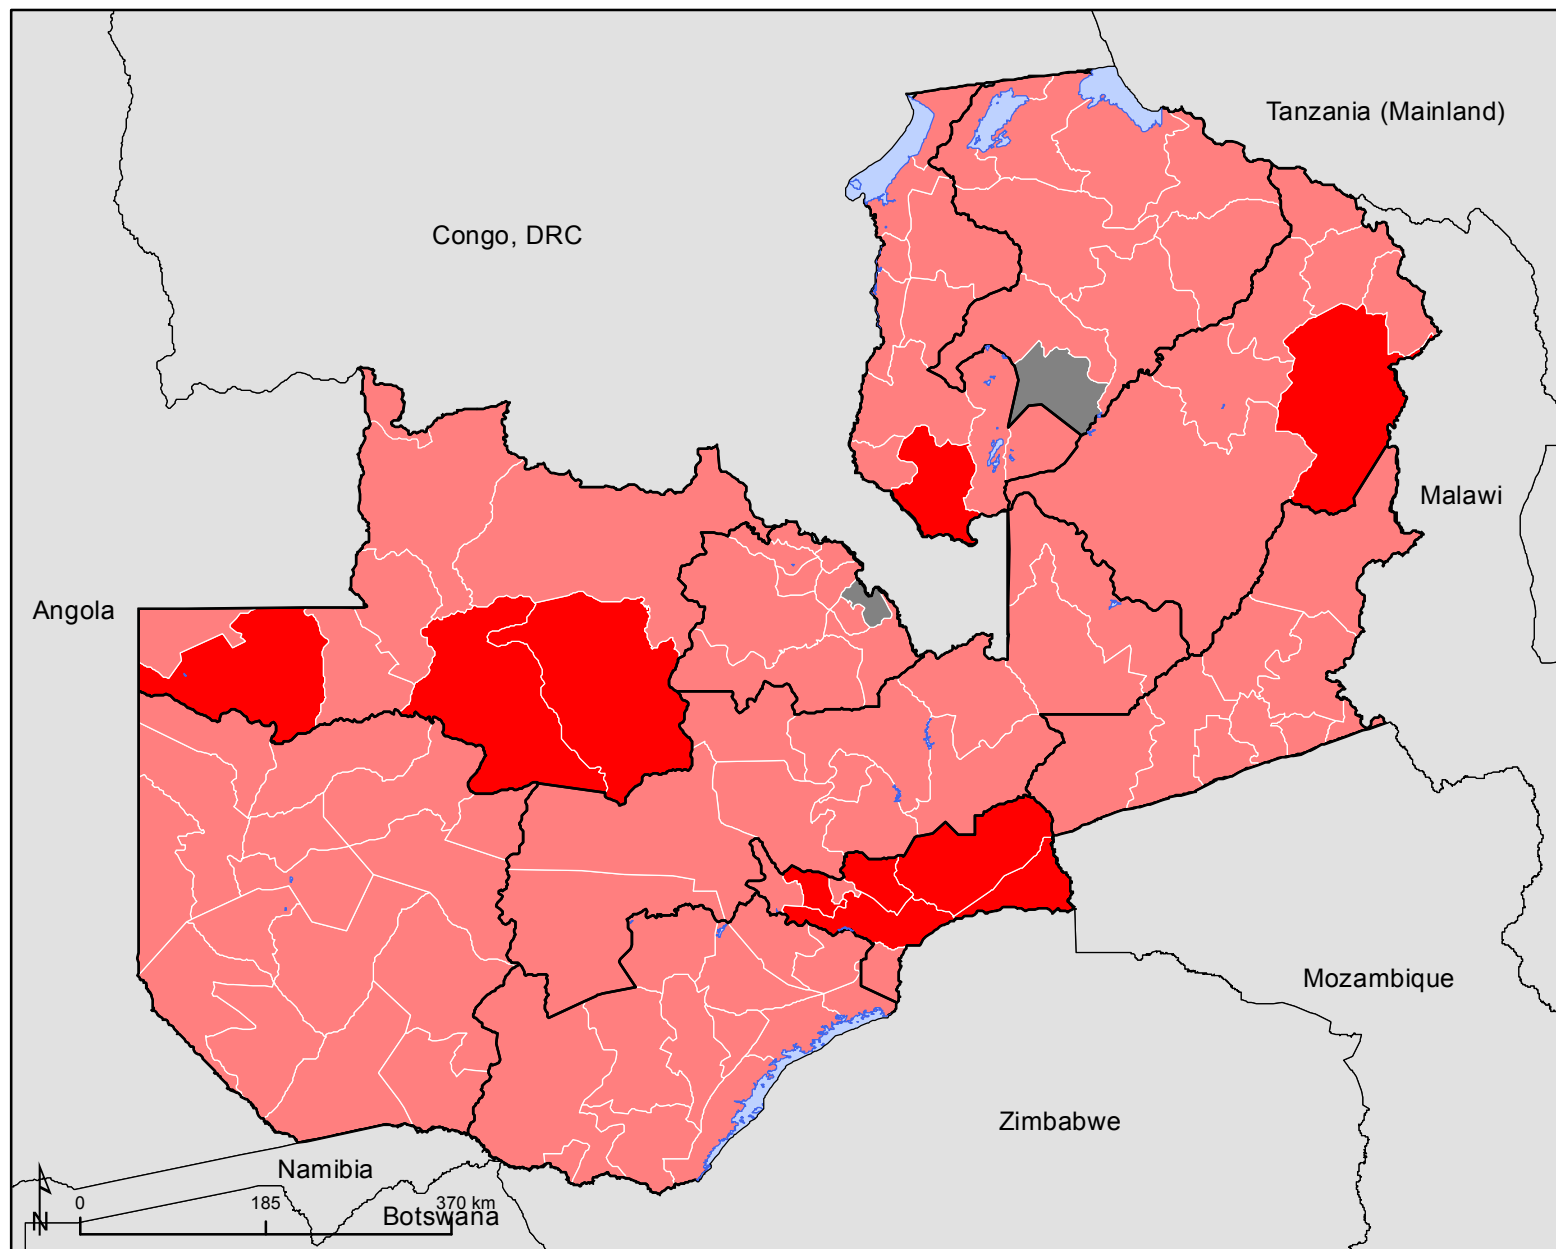 Tanzania (Mainland)
Congo, DRC
Malawi
Angola
Mozambique
Zimbabwe
Namibia
0 185 370 km
Botswana
N